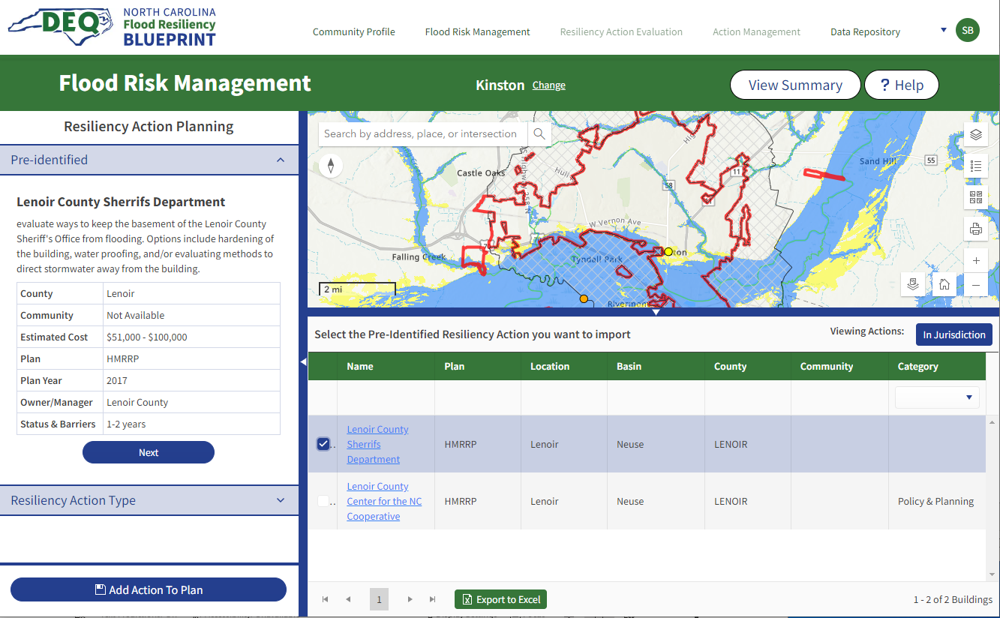 DEQ
NORTH CAROLINA
Flood Resiliency
BLUEPRINT
Community Profile
Flood Risk Management
Resiliency Action Evaluation
Action Management
Data Repository
SB
Flood Risk Management
Kinston Change
View Summary
? Help
Resiliency Action Planning
Pre-identified
Lenoir County Sherrifs Department
evaluate ways to keep the basement of the Lenoir County
Sheriff's Office from flooding. Options include hardening of
the building, water proofing, and/or evaluating methods to
direct stormwater away from the building.
County Lenoir
Community Not Available
Estimated Cost $51,000 - $100,000
Plan HMRRP
Plan Year 2017
Owner/Manager Lenoir County
Status & Barriers 1-2 years
Next
Resiliency Action Type
Add Action To Plan
Search by address, place, or intersection
Castle Oaks
Hull
58
11
Sand Hill
55
W Vernon Ave
Falling Creek
Tyndall Park
2 mi
Select the Pre-Identified Resiliency Action you want to import
Viewing Actions:
In Jurisdiction
Name Plan Location Basin County Community Category
Lenoir County
Sherrifs
Department
HMRRP Lenoir Neuse LENOIR
Lenoir County
Center for the NC
Cooperative
HMRRP Lenoir Neuse LENOIR Policy & Planning
1
Export to Excel
1 - 2 of 2 Buildings